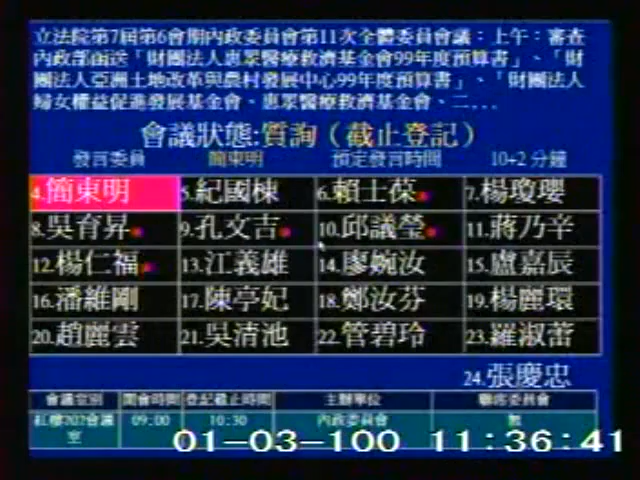 立法院第7屆第6會期內政委員會第11次全體委員會議：上午：審查
內政部函送「財團法人惠眾醫療救濟基金會99年度預算書」、「財
團法人亞洲土地改革與農村發展中心99年度預算書」、「財團法人
婦女權益促進發展基金會、惠眾醫療救濟基金會、二...
會議狀態:質詢（截止登記）
發言委員 簡東明 預定發言時間 10+2 分鐘
4.簡東明 5.紀國棟 6.賴士葆 7.楊瓊瓔
8.吳育昇 9.孔文吉 10.邱議瑩 11.蔣乃辛
12.楊仁福 13.江義雄 14.廖婉汝 15.盧嘉辰
16.潘維剛 17.陳亭妃 18.鄭汝芬 19.楊麗環
20.趙麗雲 21.吳清池 22.管碧玲 23.羅淑蕾
24.張慶忠
會議室別 開會時間 登記截止時間 主辦單位 聯席委員會
紅樓202會議室 09:00 10:30 內政委員會 無
01-03-100 11:36:41